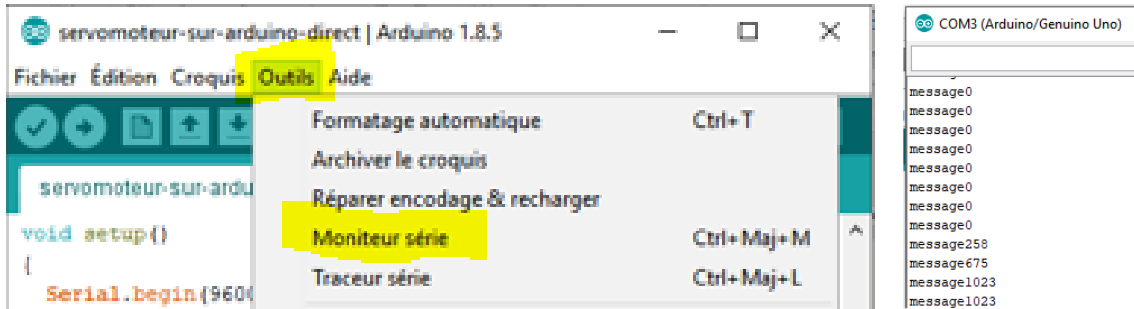 servomoteur-sur-arduino-direct | Arduino 1.8.5
Fichier Édition Croquis Outils Aide
Formatage automatique Ctrl+T
Archiver le croquis
servomoteur-sur-ardu
Réparer encodage & recharger
void setup()
Moniteur série Ctrl+Maj+M
{
Traceur série Ctrl+Maj+L
Serial.begin(960
COM3 (Arduino/Genuino Uno)
message0
message0
message0
message0
message0
message0
message0
message0
message258
message675
message1023
message1023